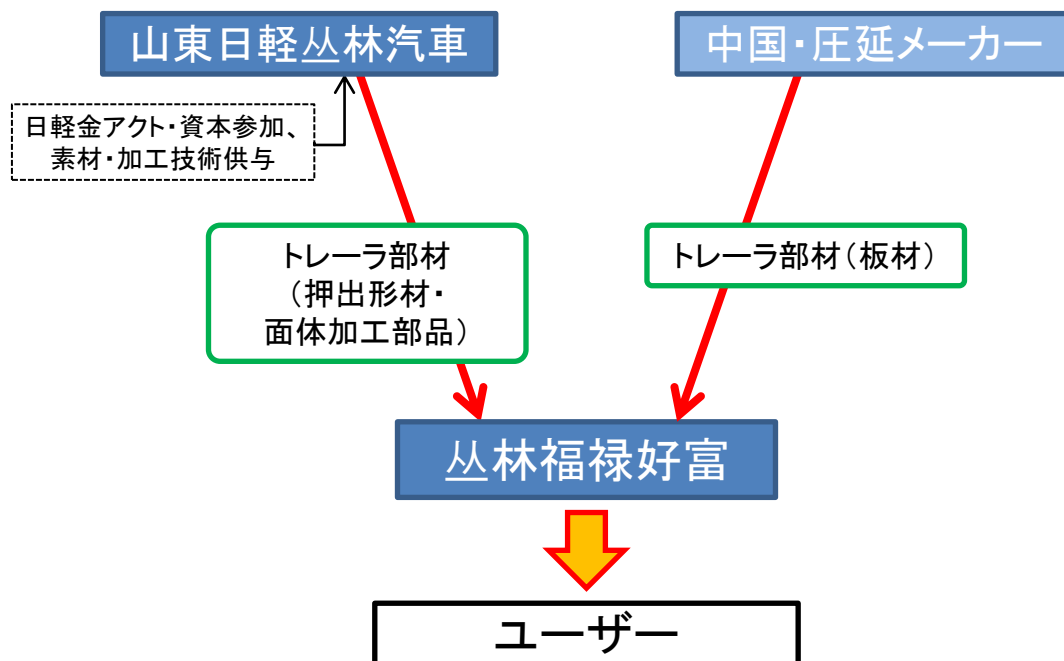 山東日軽丛林汽車
中国・圧延メーカー
日軽金アクト・資本参加、
素材・加工技術供与
トレーラ部材
（押出形材・
面体加工部品）
トレーラ部材（板材）
丛林福禄好富
ユーザー